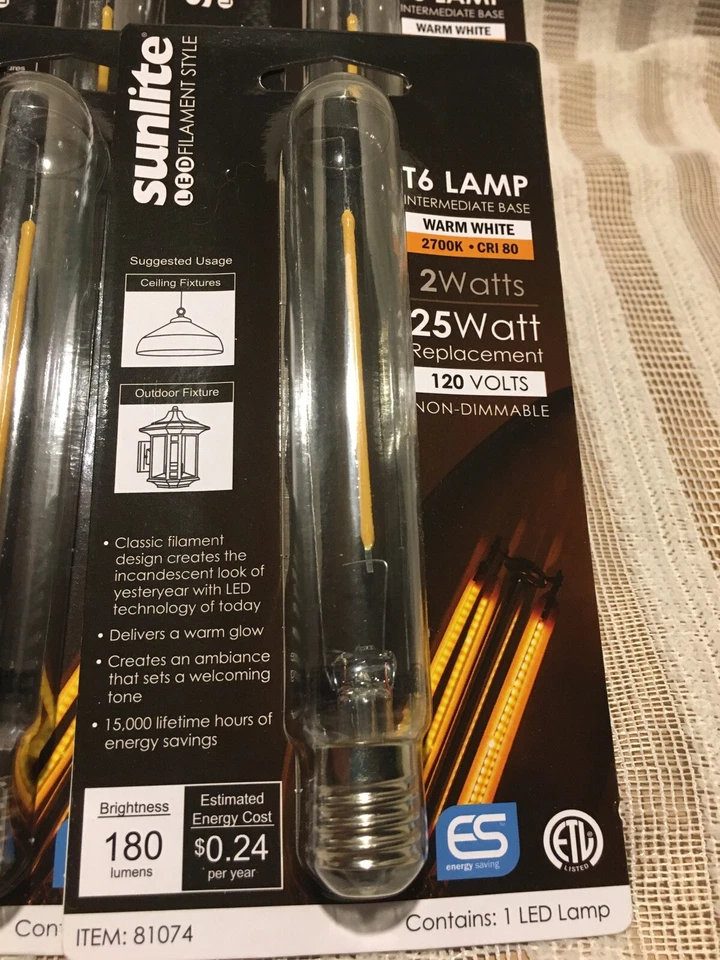 INTERMEDIATE BASE
WARM WHITE
sunlite
LED FILAMENT STYLE
T6 LAMP
INTERMEDIATE BASE
WARM WHITE
2700K • CRI 80
2Watts
25Watt
Replacement
120 VOLTS
NON-DIMMABLE
Suggested Usage
Ceiling Fixtures
Outdoor Fixture
• Classic filament
design creates the
incandescent look of
yesteryear with LED
technology of today
• Delivers a warm glow
• Creates an ambiance
that sets a welcoming
tone
• 15,000 lifetime hours of
energy savings
Brightness
180
lumens
Estimated
Energy Cost
$0.24
per year
ES
energy saving
ETL
LISTED
ITEM: 81074
Contains: 1 LED Lamp
Con